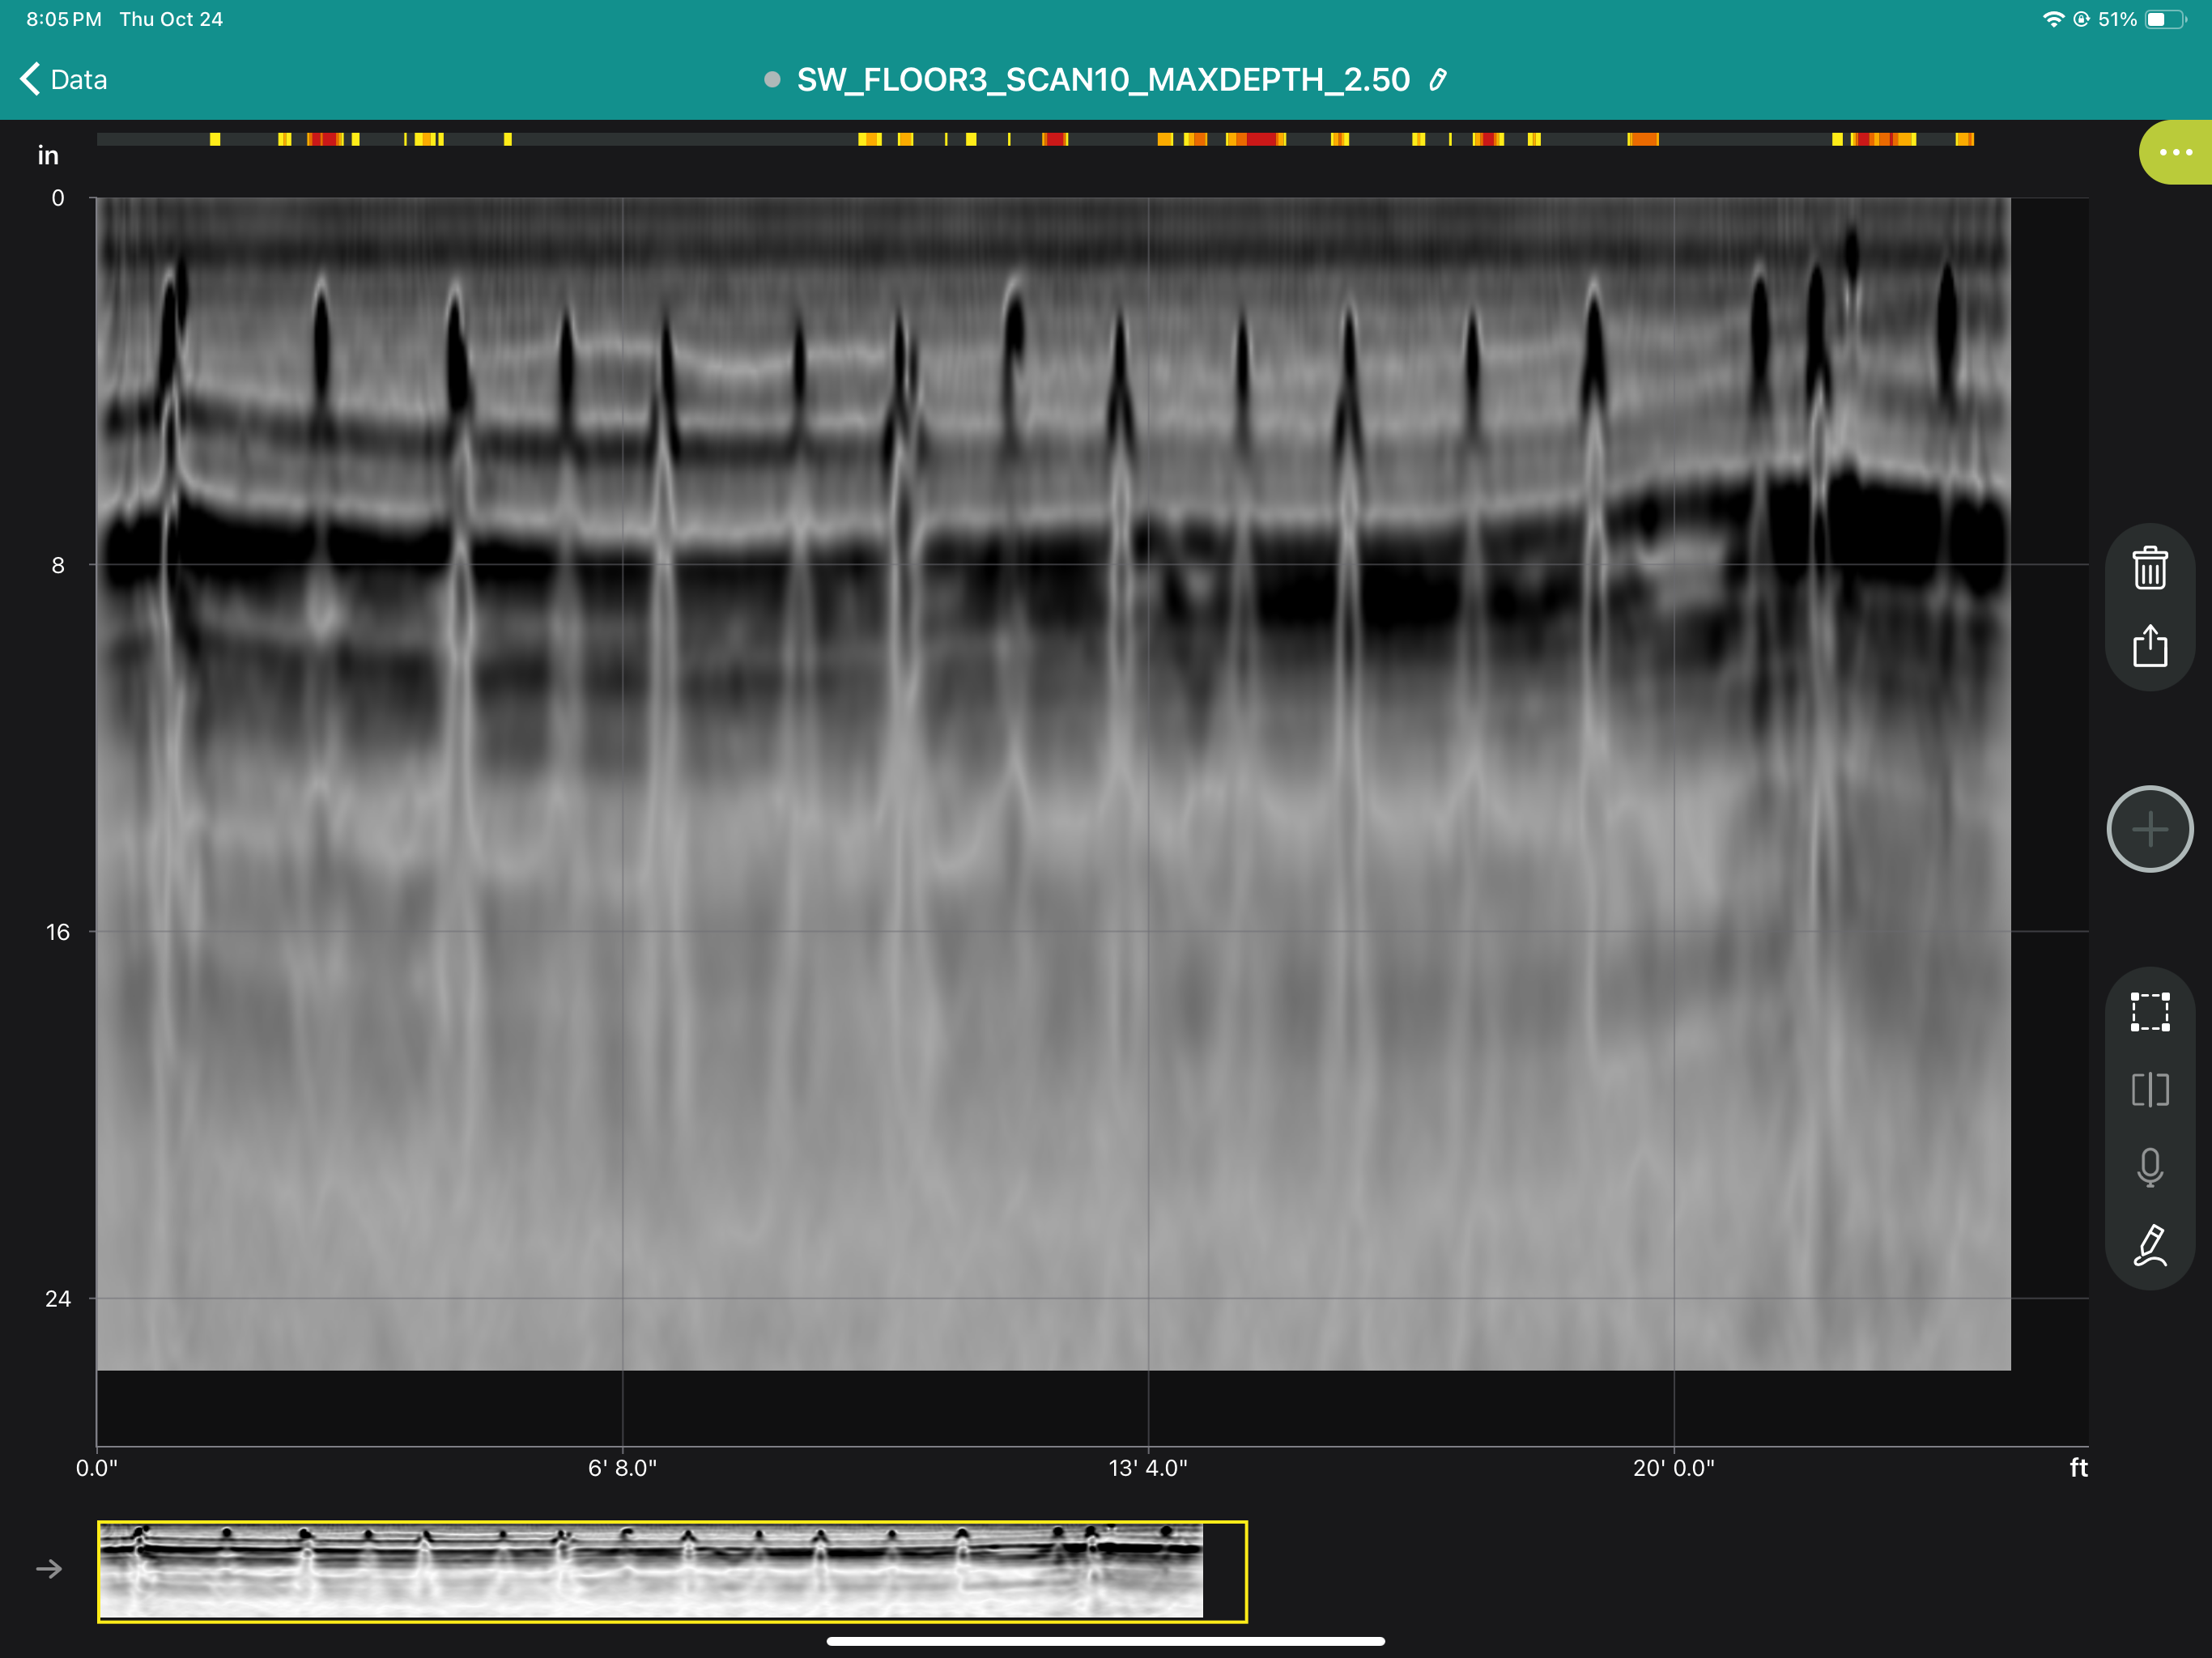 8:05 PM Thu Oct 24
51%
Data
SW_FLOOR3_SCAN10_MAXDEPTH_2.50
in
0
8
16
24
0.0" 6' 8.0" 13' 4.0" 20' 0.0" ft